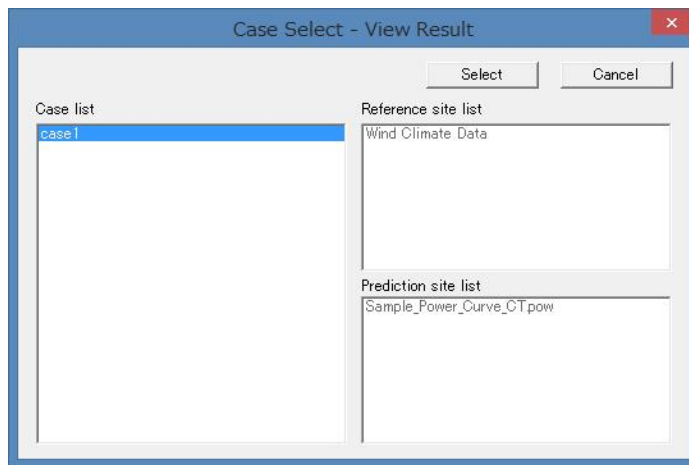 Case Select - View Result
Select
Cancel
Case list
case1
Reference site list
Wind Climate Data
Prediction site list
Sample_Power_Curve_CT.pow